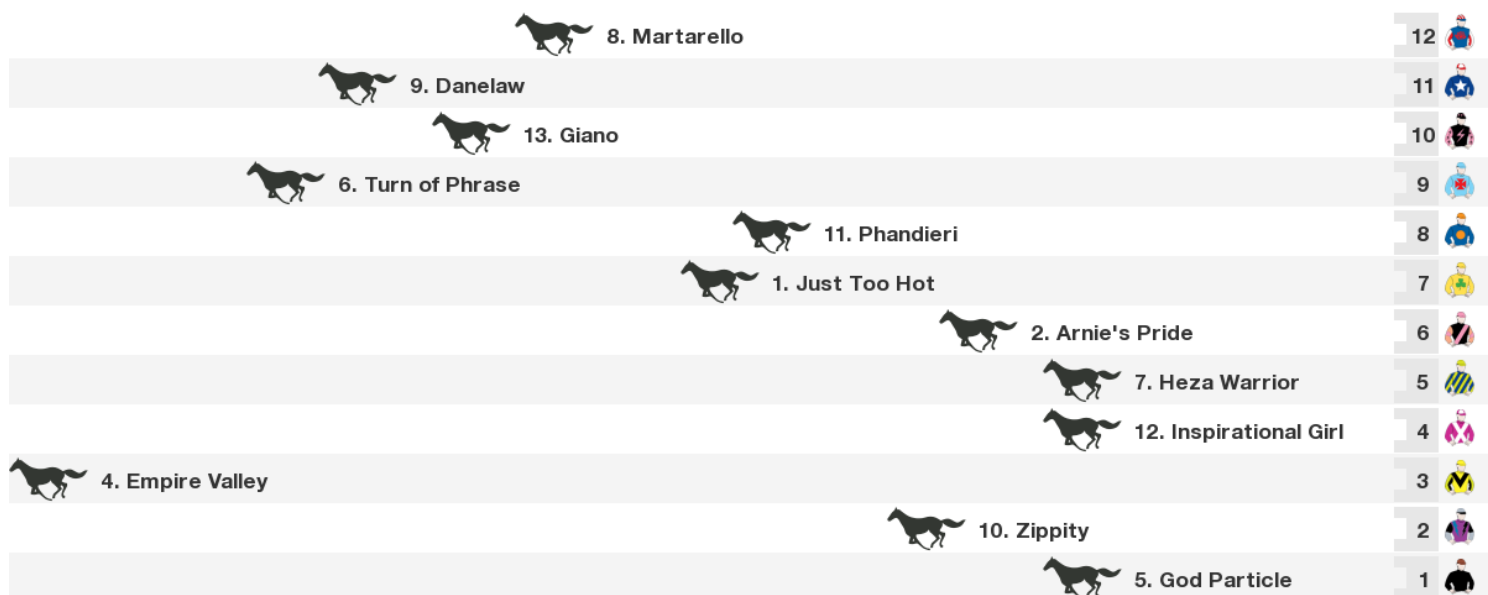 8. Martarello 12
9. Danelaw 11
13. Giano 10
6. Turn of Phrase 9
11. Phandieri 8
1. Just Too Hot 7
2. Arnie's Pride 6
7. Heza Warrior 5
12. Inspirational Girl 4
4. Empire Valley 3
10. Zippity 2
5. God Particle 1